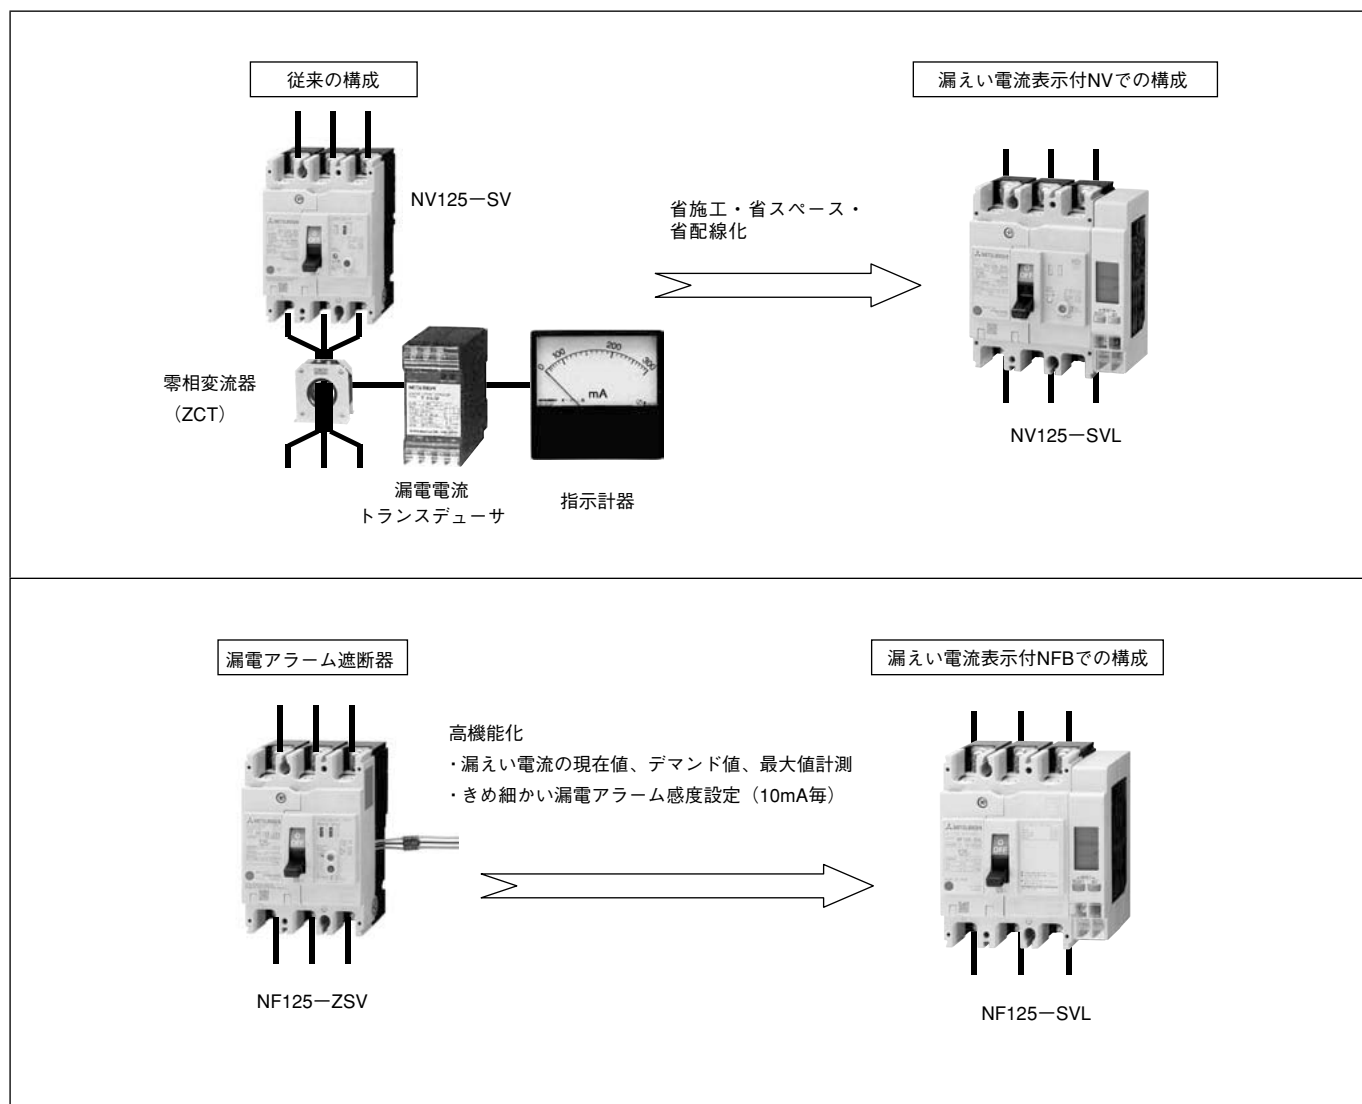 従来の構成
漏えい電流表示付NVでの構成
NV125−SV
省施工・省スペース・
省配線化
零相変流器
（ZCT）
0 100 200 300
mA
漏電電流
トランスデューサ
指示計器
NV125−SVL
漏電アラーム遮断器
漏えい電流表示付NFBでの構成
高機能化
・漏えい電流の現在値、デマンド値、最大値計測
・きめ細かい漏電アラーム感度設定（10mA毎）
OFF
NF125−ZSV
NF125−SVL